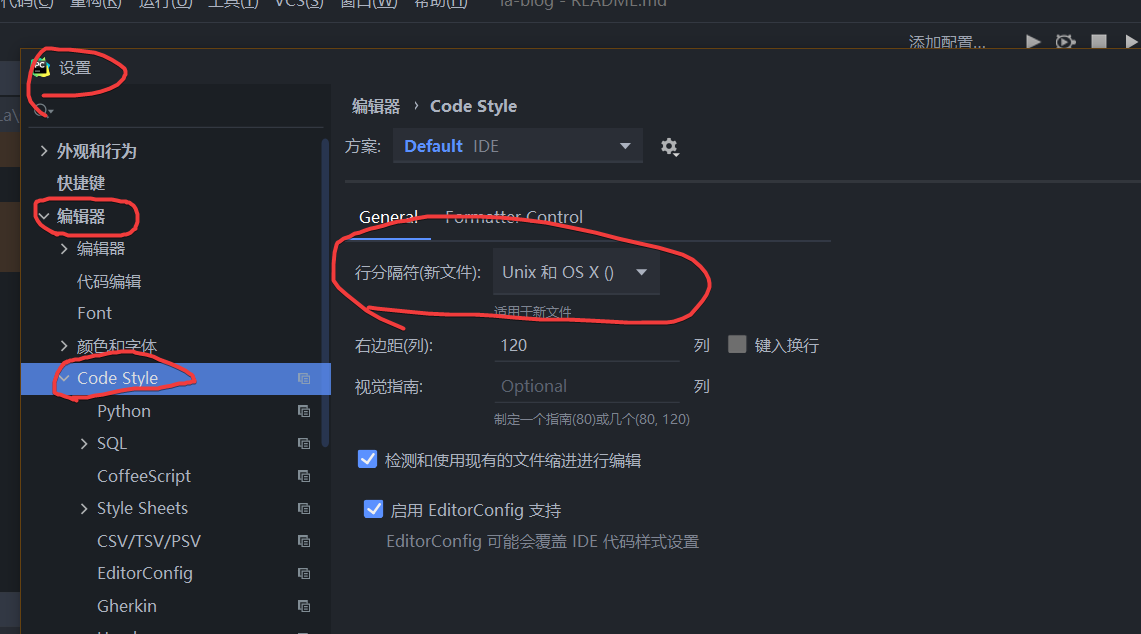 代码(C) 重构(R) 运行(U) 工具(T) VCS(S) 窗口(W) 帮助(H) la-blog - README.md
添加配置...
设置
La\
编辑器 › Code Style
方案: Default IDE
外观和行为
快捷键
编辑器
General Formatter Control
编辑器
行分隔符(新文件): Unix 和 OS X ()
代码编辑
适用于新文件
Font
颜色和字体
右边距(列): 120 列 键入换行
Code Style
视觉指南: Optional 列
Python
制定一个指南(80)或几个(80, 120)
SQL
检测和使用现有的文件缩进进行编辑
CoffeeScript
Style Sheets
启用 EditorConfig 支持
CSV/TSV/PSV
EditorConfig 可能会覆盖 IDE 代码样式设置
EditorConfig
Gherkin